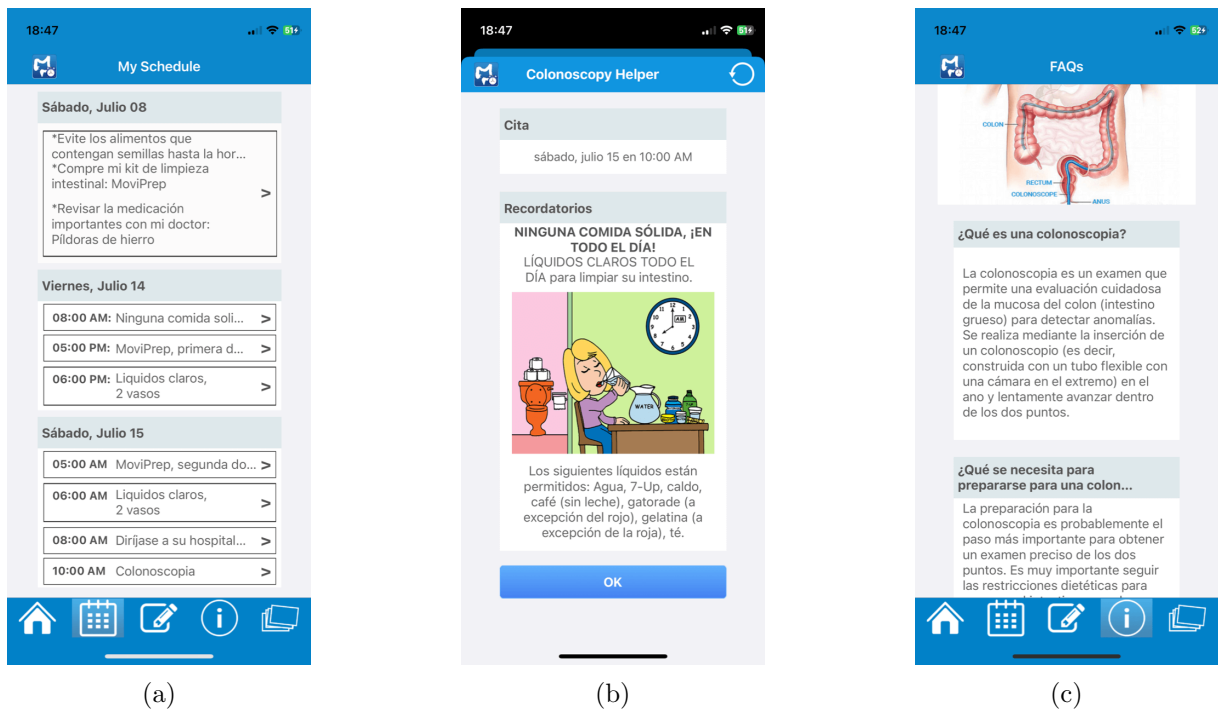 18:47
51
My Schedule
Sábado, Julio 08
*Evite los alimentos que
contengan semillas hasta la hor...
*Compre mi kit de limpieza
intestinal: MoviPrep
>
*Revisar la medicación
importantes con mi doctor:
Píldoras de hierro
Viernes, Julio 14
08:00 AM: Ninguna comida soli... >
05:00 PM: MoviPrep, primera d... >
06:00 PM: Liquidos claros,
2 vasos >
Sábado, Julio 15
05:00 AM MoviPrep, segunda do... >
06:00 AM Liquidos claros,
2 vasos >
08:00 AM Diríjase a su hospital... >
10:00 AM Colonoscopia >
(a)
18:47
51
Colonoscopy Helper
Cita
sábado, julio 15 en 10:00 AM
Recordatorios
NINGUNA COMIDA SÓLIDA, ¡EN
TODO EL DÍA!
LÍQUIDOS CLAROS TODO EL
DÍA para limpiar su intestino.
AM
WATER
Los siguientes líquidos están
permitidos: Agua, 7-Up, caldo,
café (sin leche), gatorade (a
excepción del rojo), gelatina (a
excepción de la roja), té.
OK
(b)
18:47
52
FAQs
COLON
RECTUM
COLONOSCOPE
ANUS
¿Qué es una colonoscopia?
La colonoscopia es un examen que
permite una evaluación cuidadosa
de la mucosa del colon (intestino
grueso) para detectar anomalías.
Se realiza mediante la inserción de
un colonoscopio (es decir,
construida con un tubo flexible con
una cámara en el extremo) en el
ano y lentamente avanzar dentro
de los dos puntos.
¿Qué se necesita para
prepararse para una colon...
La preparación para la
colonoscopia es probablemente el
paso más importante para obtener
un examen preciso de los dos
puntos. Es muy importante seguir
las restricciones dietéticas para
(c)